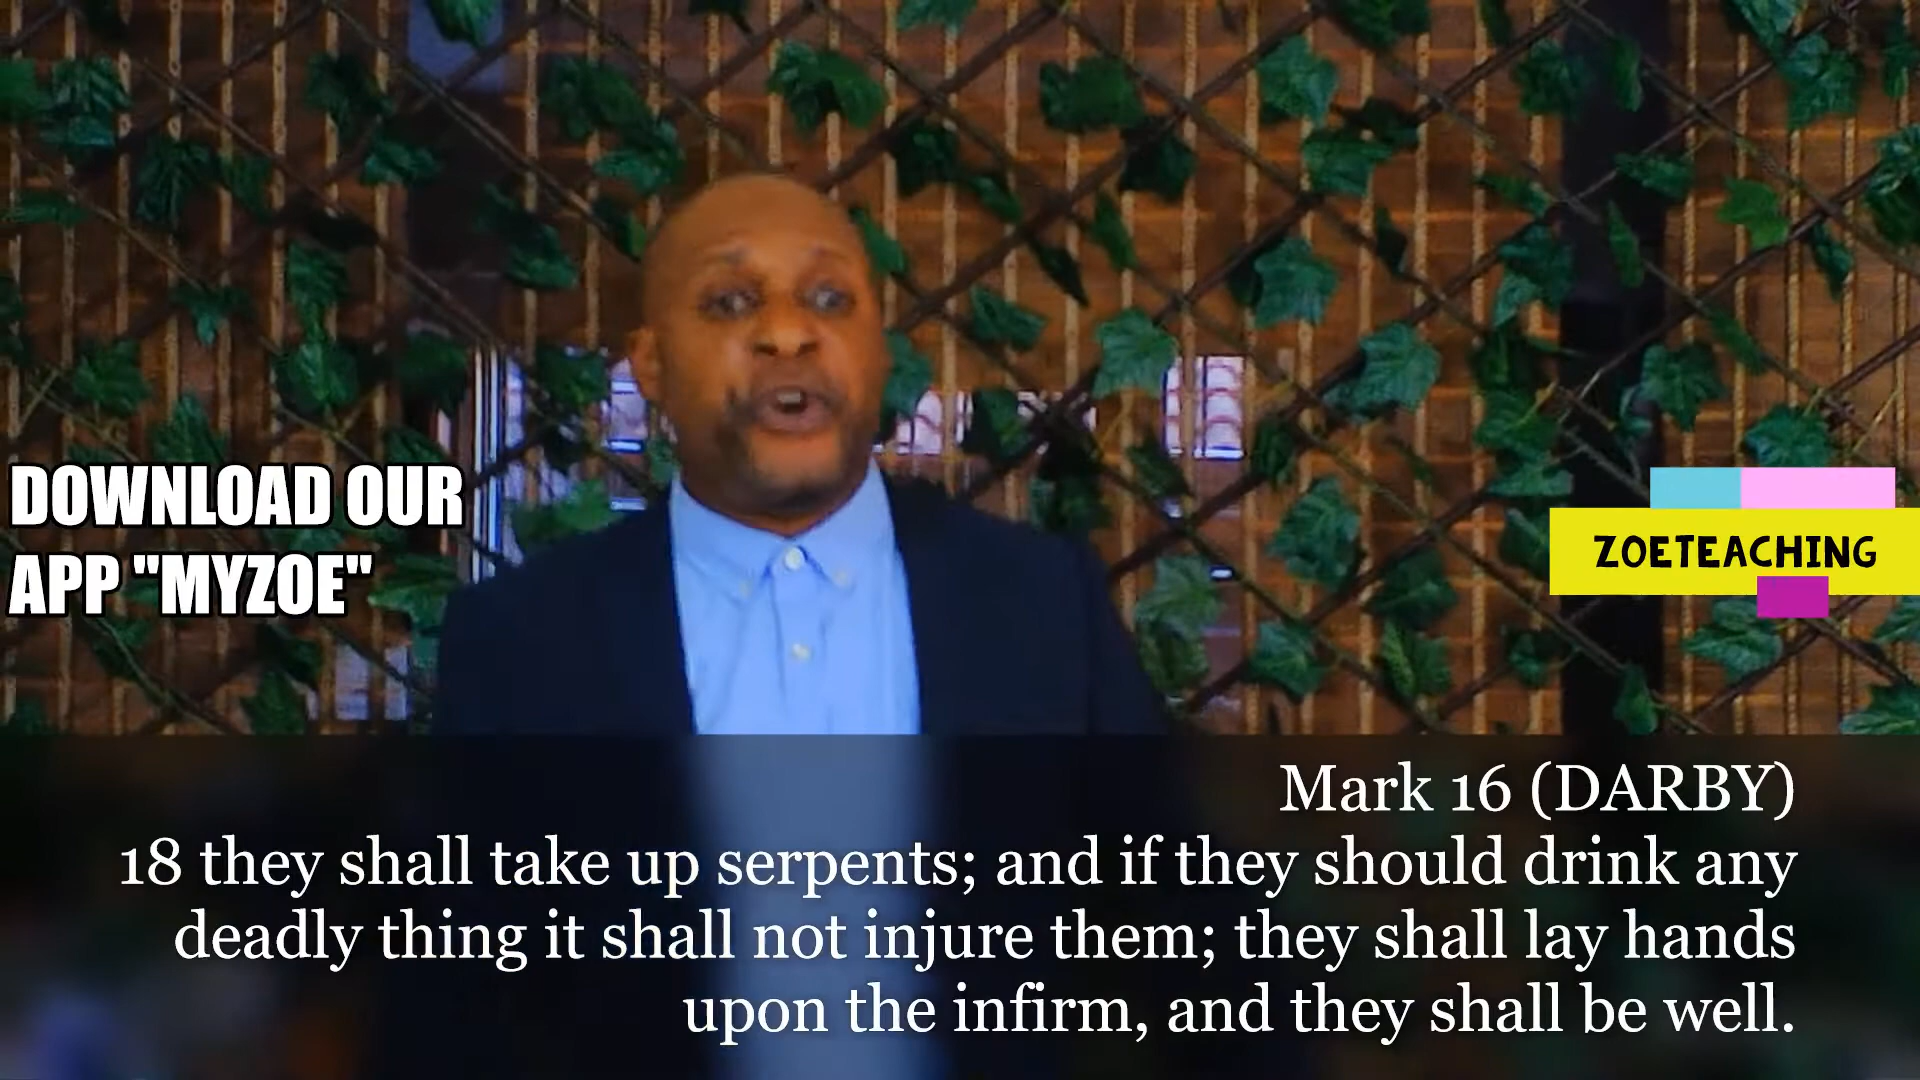 DOWNLOAD OUR
APP "MYZOE"
ZOETEACHING
Mark 16 (DARBY)
18 they shall take up serpents; and if they should drink any
deadly thing it shall not injure them; they shall lay hands
upon the infirm, and they shall be well.